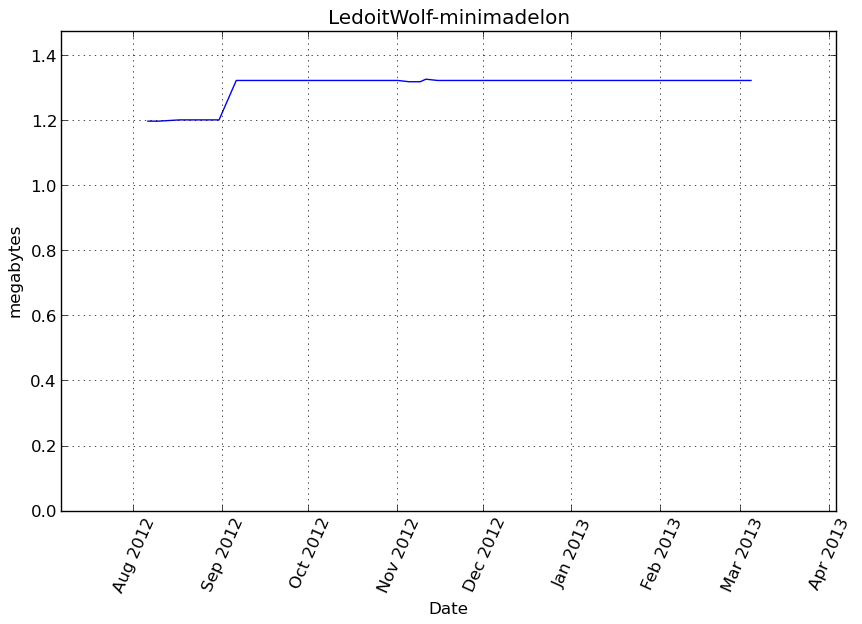 LedoitWolf-minimadelon
1.4
1.2
1.0
0.8
0.6
0.4
0.2
0.0
megabytes
Aug 2012
Sep 2012
Oct 2012
Nov 2012
Dec 2012
Jan 2013
Feb 2013
Mar 2013
Apr 2013
Date